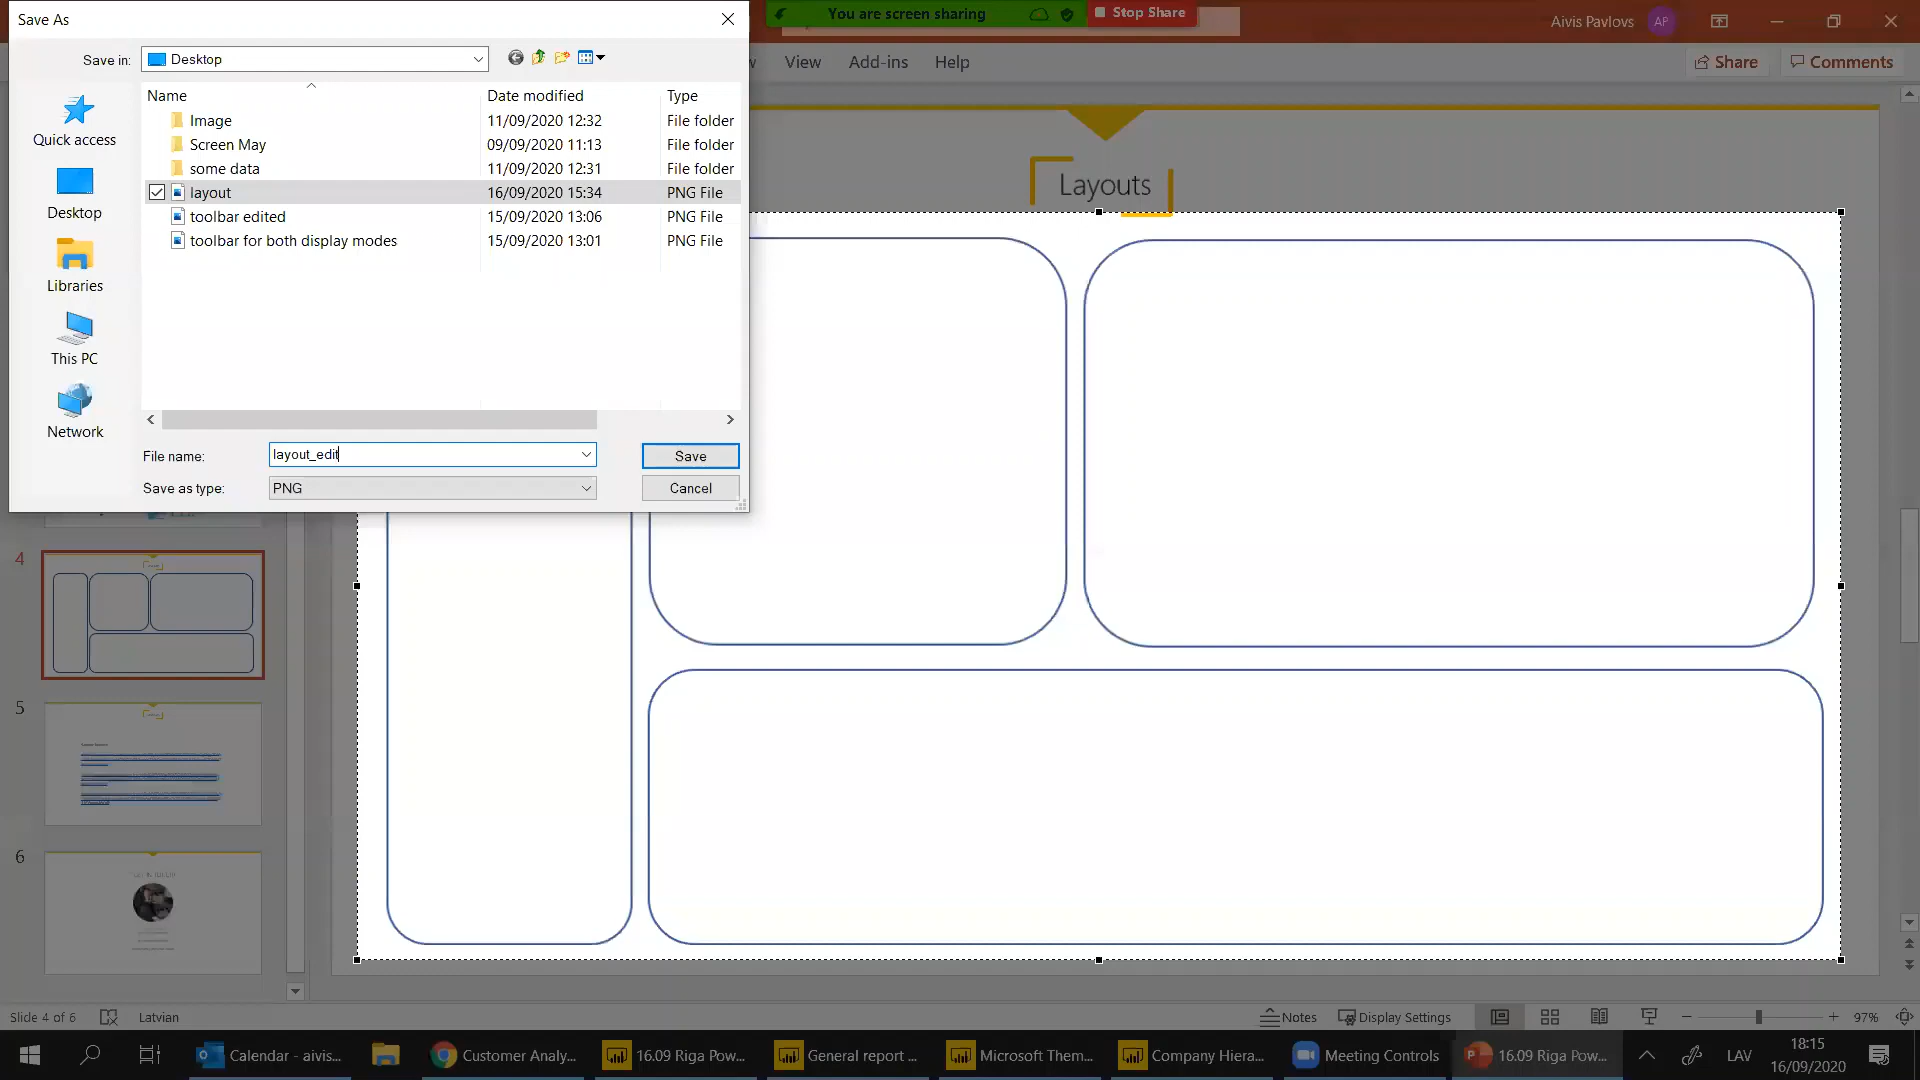 Save As
You are screen sharing
Stop Share
Aivis Pavlovs
AP
Save in:
Desktop
View
Add-ins
Help
Share
Comments
Name
Date modified
Type
Image
11/09/2020 12:32
File folder
Screen May
09/09/2020 11:13
File folder
some data
11/09/2020 12:31
File folder
layout
16/09/2020 15:34
PNG File
toolbar edited
15/09/2020 13:06
PNG File
toolbar for both display modes
15/09/2020 13:01
PNG File
Quick access
Desktop
Libraries
This PC
Network
File name:
layout_edit
Save
Save as type:
PNG
Cancel
Layouts
4
5
6
Slide 4 of 6
Latvian
Notes
Display Settings
97%
Calendar - aivis...
Customer Analy...
16.09 Riga Pow...
General report ...
Microsoft Them...
Company Hiera...
Meeting Controls
16.09 Riga Pow...
LAV
18:15
16/09/2020